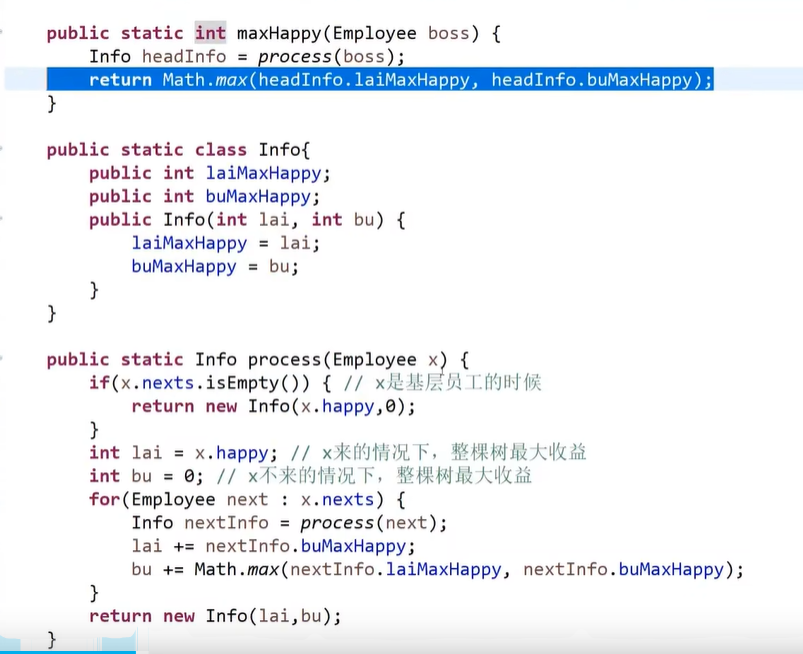 public static int maxHappy(Employee boss) {
Info headInfo = process(boss);
return Math.max(headInfo.laiMaxHappy, headInfo.buMaxHappy);
}
public static class Info{
public int laiMaxHappy;
public int buMaxHappy;
public Info(int lai, int bu) {
laiMaxHappy = lai;
buMaxHappy = bu;
}
}
public static Info process(Employee x) {
if(x.nexts.isEmpty()) { // x是基层员工的时候
return new Info(x.happy,0);
}
int lai = x.happy; // x来的情况下，整棵树最大收益
int bu = 0; // x不来的情况下，整棵树最大收益
for(Employee next : x.nexts) {
Info nextInfo = process(next);
lai += nextInfo.buMaxHappy;
bu += Math.max(nextInfo.laiMaxHappy, nextInfo.buMaxHappy);
}
return new Info(lai,bu);
}